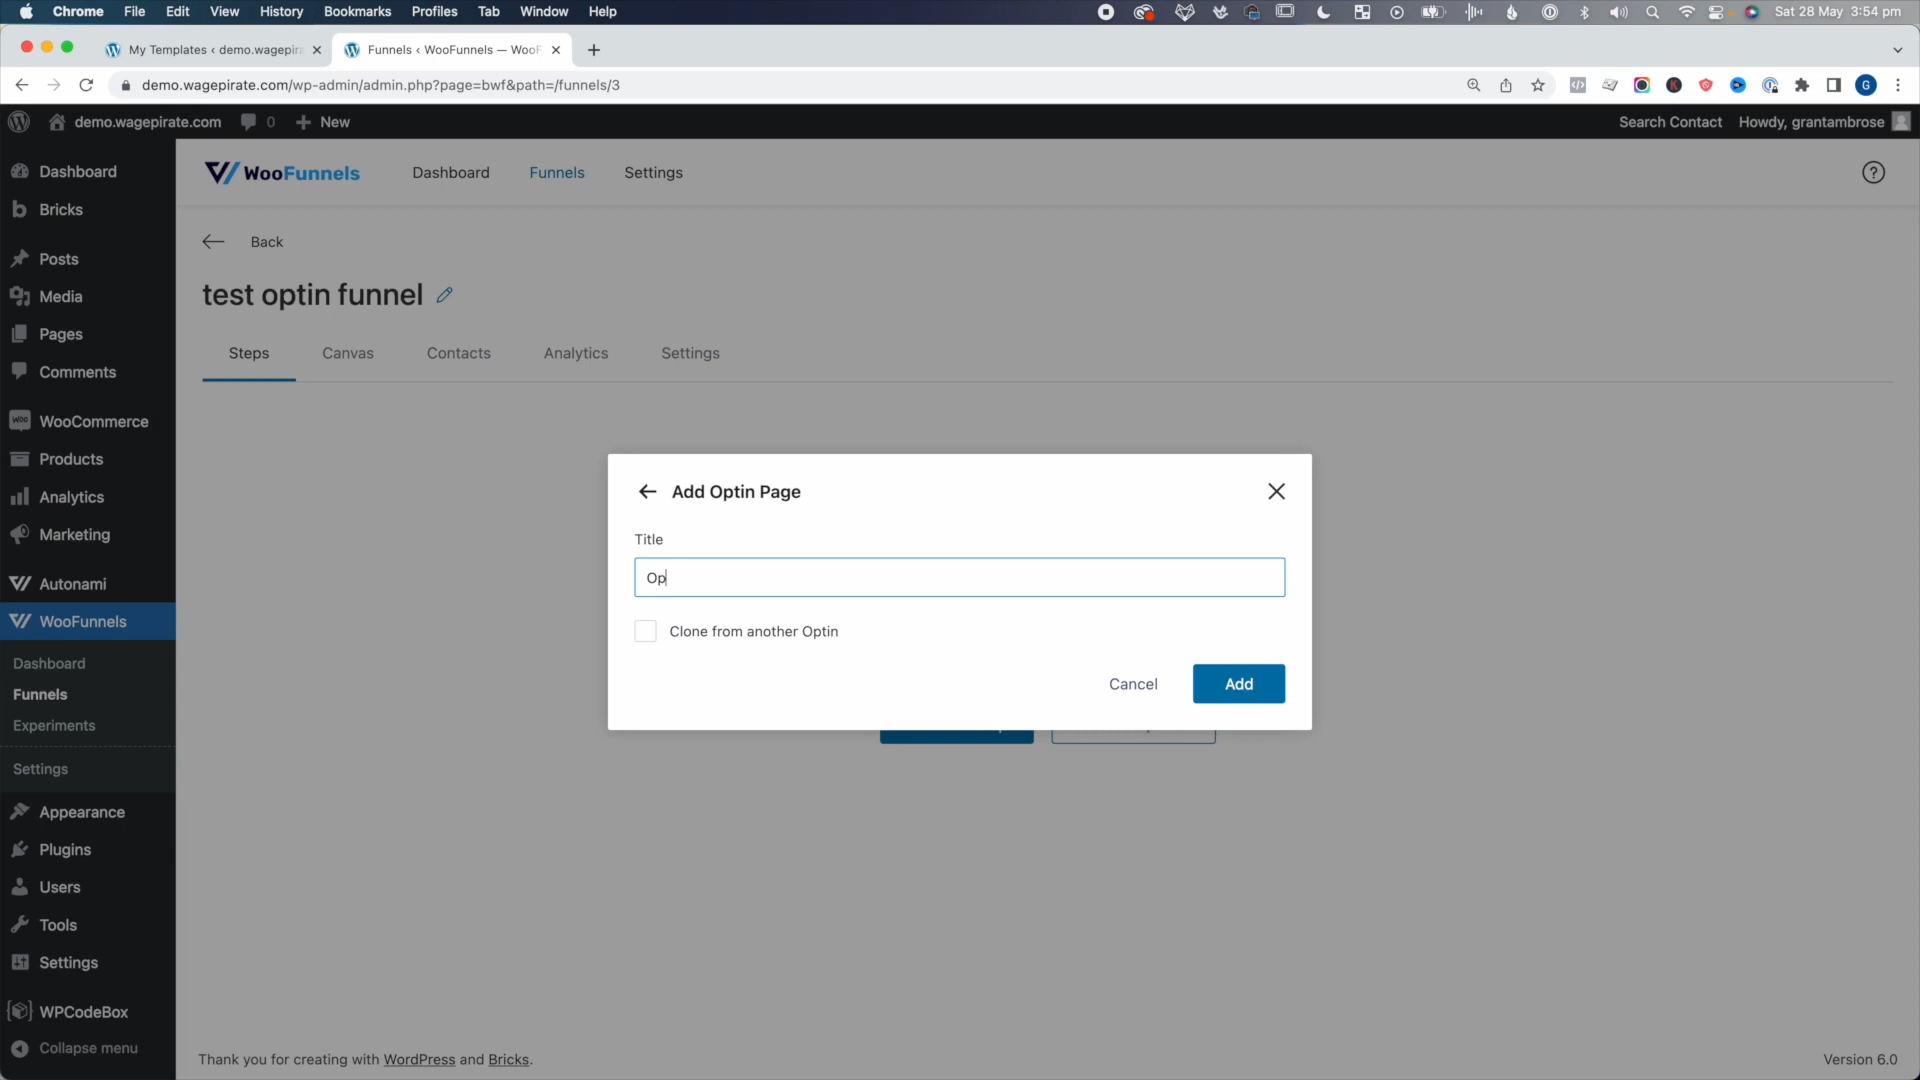 Chrome File Edit View History Bookmarks Profiles Tab Window Help Sat 28 May 3:54 pm
My Templates ‹ demo.wagepira Funnels ‹ WooFunnels — WooF
demo.wagepirate.com/wp-admin/admin.php?page=bwf&path=/funnels/3 G
demo.wagepirate.com 0 New Search Contact Howdy, grantambrose
Dashboard
Bricks
Posts
Media
Pages
Comments
WooCommerce
Products
Analytics
Marketing
Autonami
WooFunnels
Dashboard
Funnels
Experiments
Settings
Appearance
Plugins
Users
Tools
Settings
WPCodeBox
Collapse menu
WooFunnels Dashboard Funnels Settings
Back
test optin funnel
Steps Canvas Contacts Analytics Settings
Add Optin Page
Title
Op
Clone from another Optin
Cancel Add
Thank you for creating with WordPress and Bricks. Version 6.0